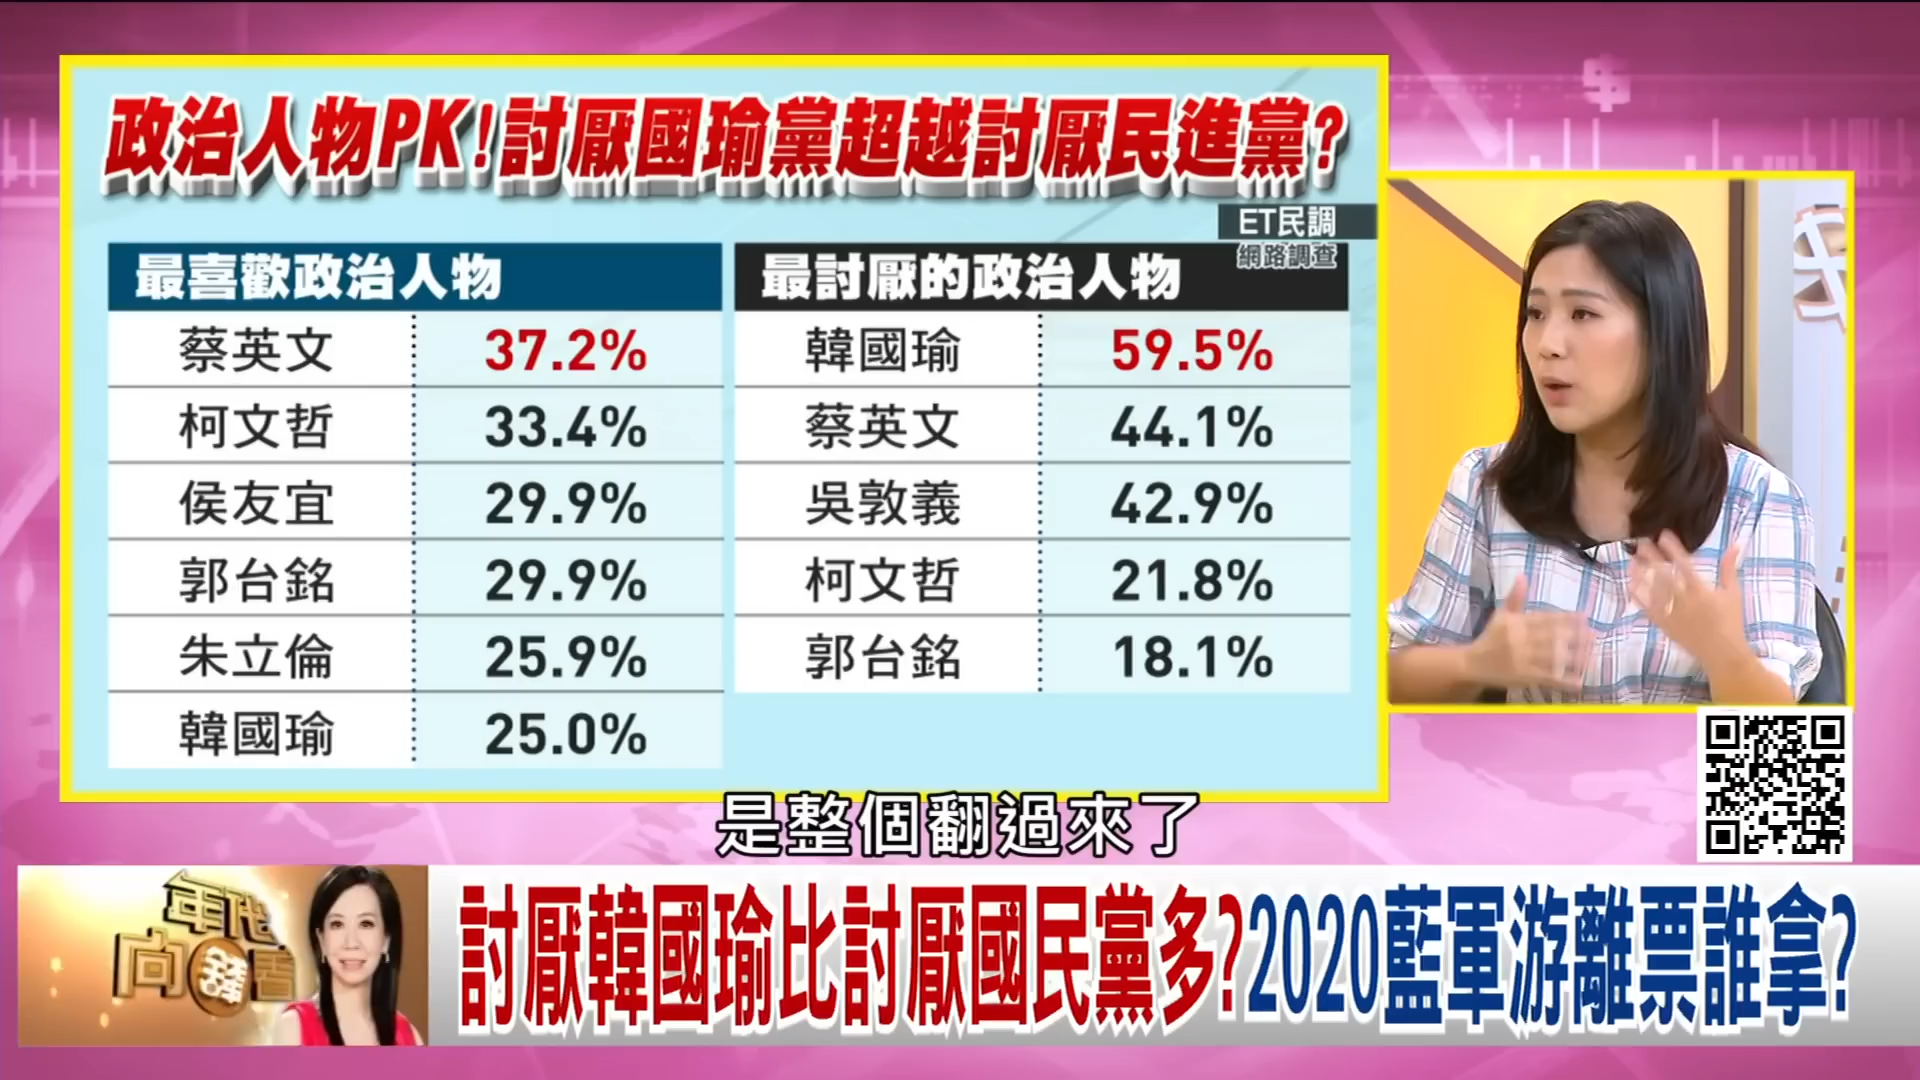 政治人物PK!討厭國瑜黨超越討厭民進黨?
ET民調
網路調查
最喜歡政治人物
蔡英文 37.2%
柯文哲 33.4%
侯友宜 29.9%
郭台銘 29.9%
朱立倫 25.9%
韓國瑜 25.0%
最討厭的政治人物
韓國瑜 59.5%
蔡英文 44.1%
吳敦義 42.9%
柯文哲 21.8%
郭台銘 18.1%
是整個翻過來了
年代
向錢看
討厭韓國瑜比討厭國民黨多?2020藍軍游離票誰拿?